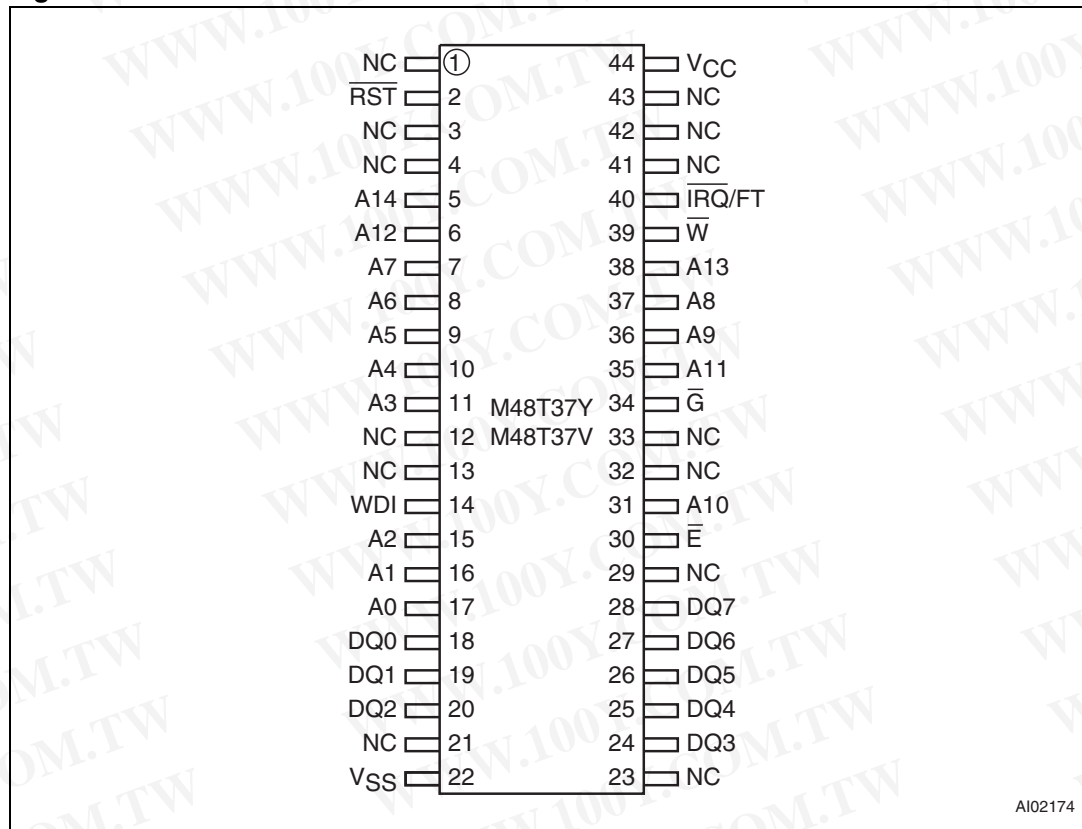 NC 1 44 VCC
RST 2 43 NC
NC 3 42 NC
NC 4 41 NC
A14 5 40 IRQ/FT
A12 6 39 W
A7 7 38 A13
A6 8 37 A8
A5 9 36 A9
A4 10 35 A11
A3 11 M48T37Y 34 G
NC 12 M48T37V 33 NC
NC 13 32 NC
WDI 14 31 A10
A2 15 30 E
A1 16 29 NC
A0 17 28 DQ7
DQ0 18 27 DQ6
DQ1 19 26 DQ5
DQ2 20 25 DQ4
NC 21 24 DQ3
VSS 22 23 NC
AI02174
WWW.100Y.COM.TW